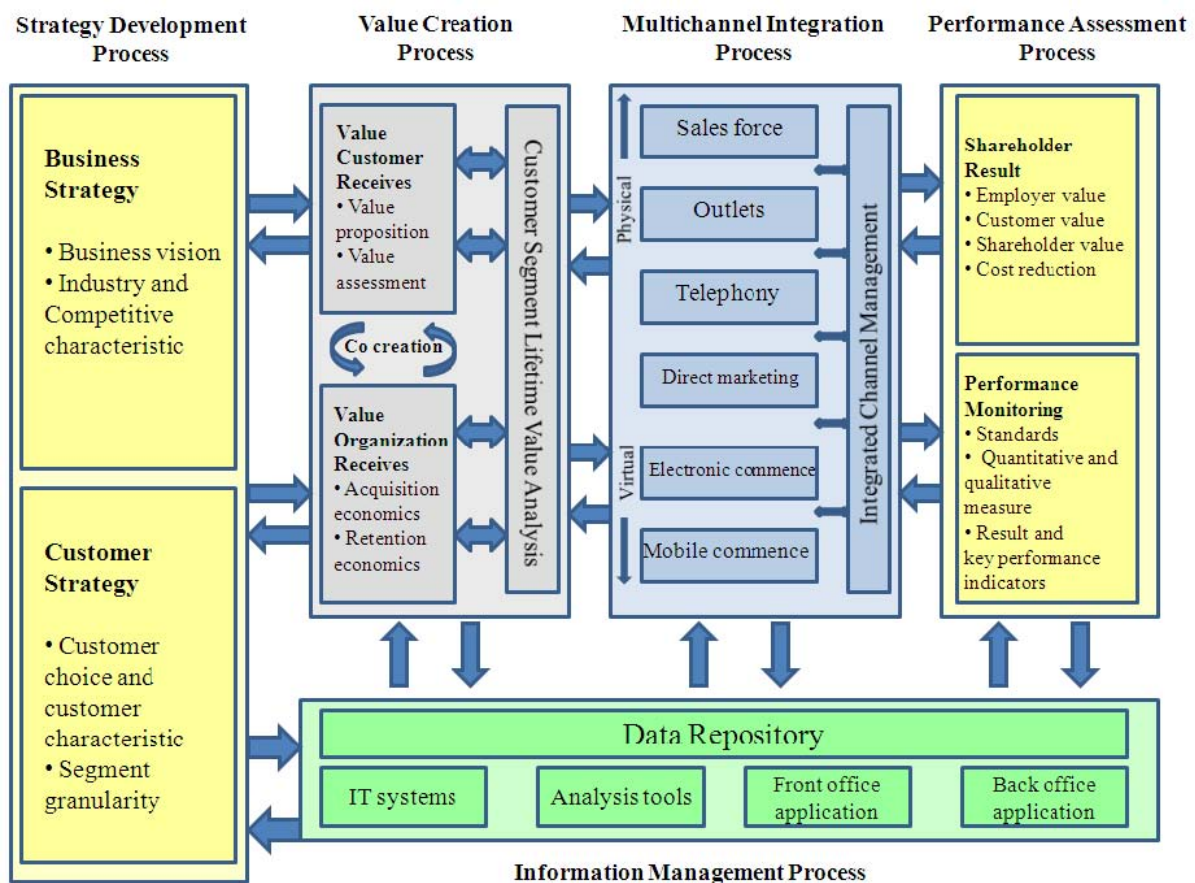 Strategy Development
Process
Value Creation
Process
Multichannel Integration
Process
Performance Assessment
Process
Business
Strategy
• Business vision
• Industry and
Competitive
characteristic
Customer
Strategy
• Customer
choice and
customer
characteristic
• Segment
granularity
Value
Customer
Receives
• Value
proposition
• Value
assessment
Co creation
Value
Organization
Receives
• Acquisition
economics
• Retention
economics
Customer Segment Lifetime Value Analysis
Physical
Virtual
Sales force
Outlets
Telephony
Direct marketing
Electronic commence
Mobile commence
Integrated Channel Management
Shareholder
Result
• Employer value
• Customer value
• Shareholder value
• Cost reduction
Performance
Monitoring
• Standards
• Quantitative and
qualitative
measure
• Result and
key performance
indicators
Data Repository
IT systems
Analysis tools
Front office
application
Back office
application
Information Management Process